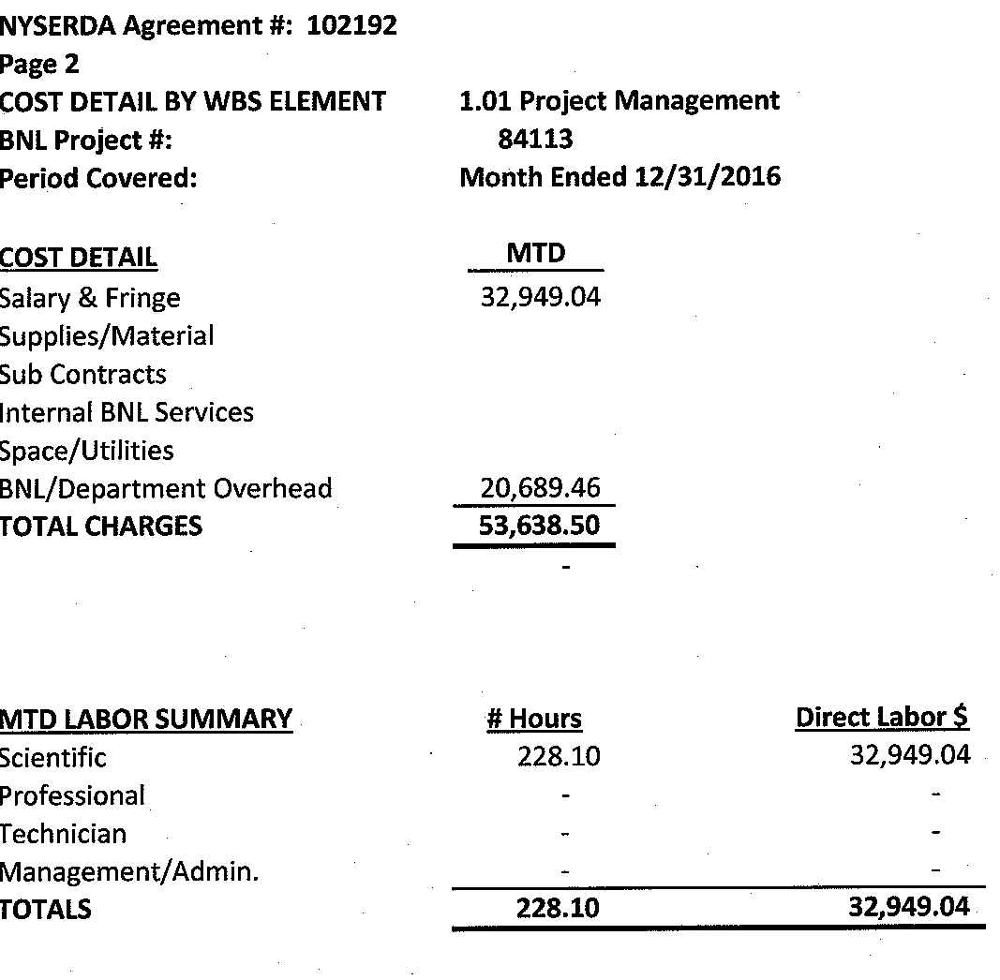 NYSERDA Agreement #: 102192
Page 2
COST DETAIL BY WBS ELEMENT 1.01 Project Management
BNL Project #: 84113
Period Covered: Month Ended 12/31/2016
COST DETAIL MTD
Salary & Fringe 32,949.04
Supplies/Material
Sub Contracts
Internal BNL Services
Space/Utilities
BNL/Department Overhead 20,689.46
TOTAL CHARGES 53,638.50
-
MTD LABOR SUMMARY # Hours Direct Labor $
Scientific 228.10 32,949.04
Professional - -
Technician - -
Management/Admin. - -
TOTALS 228.10 32,949.04